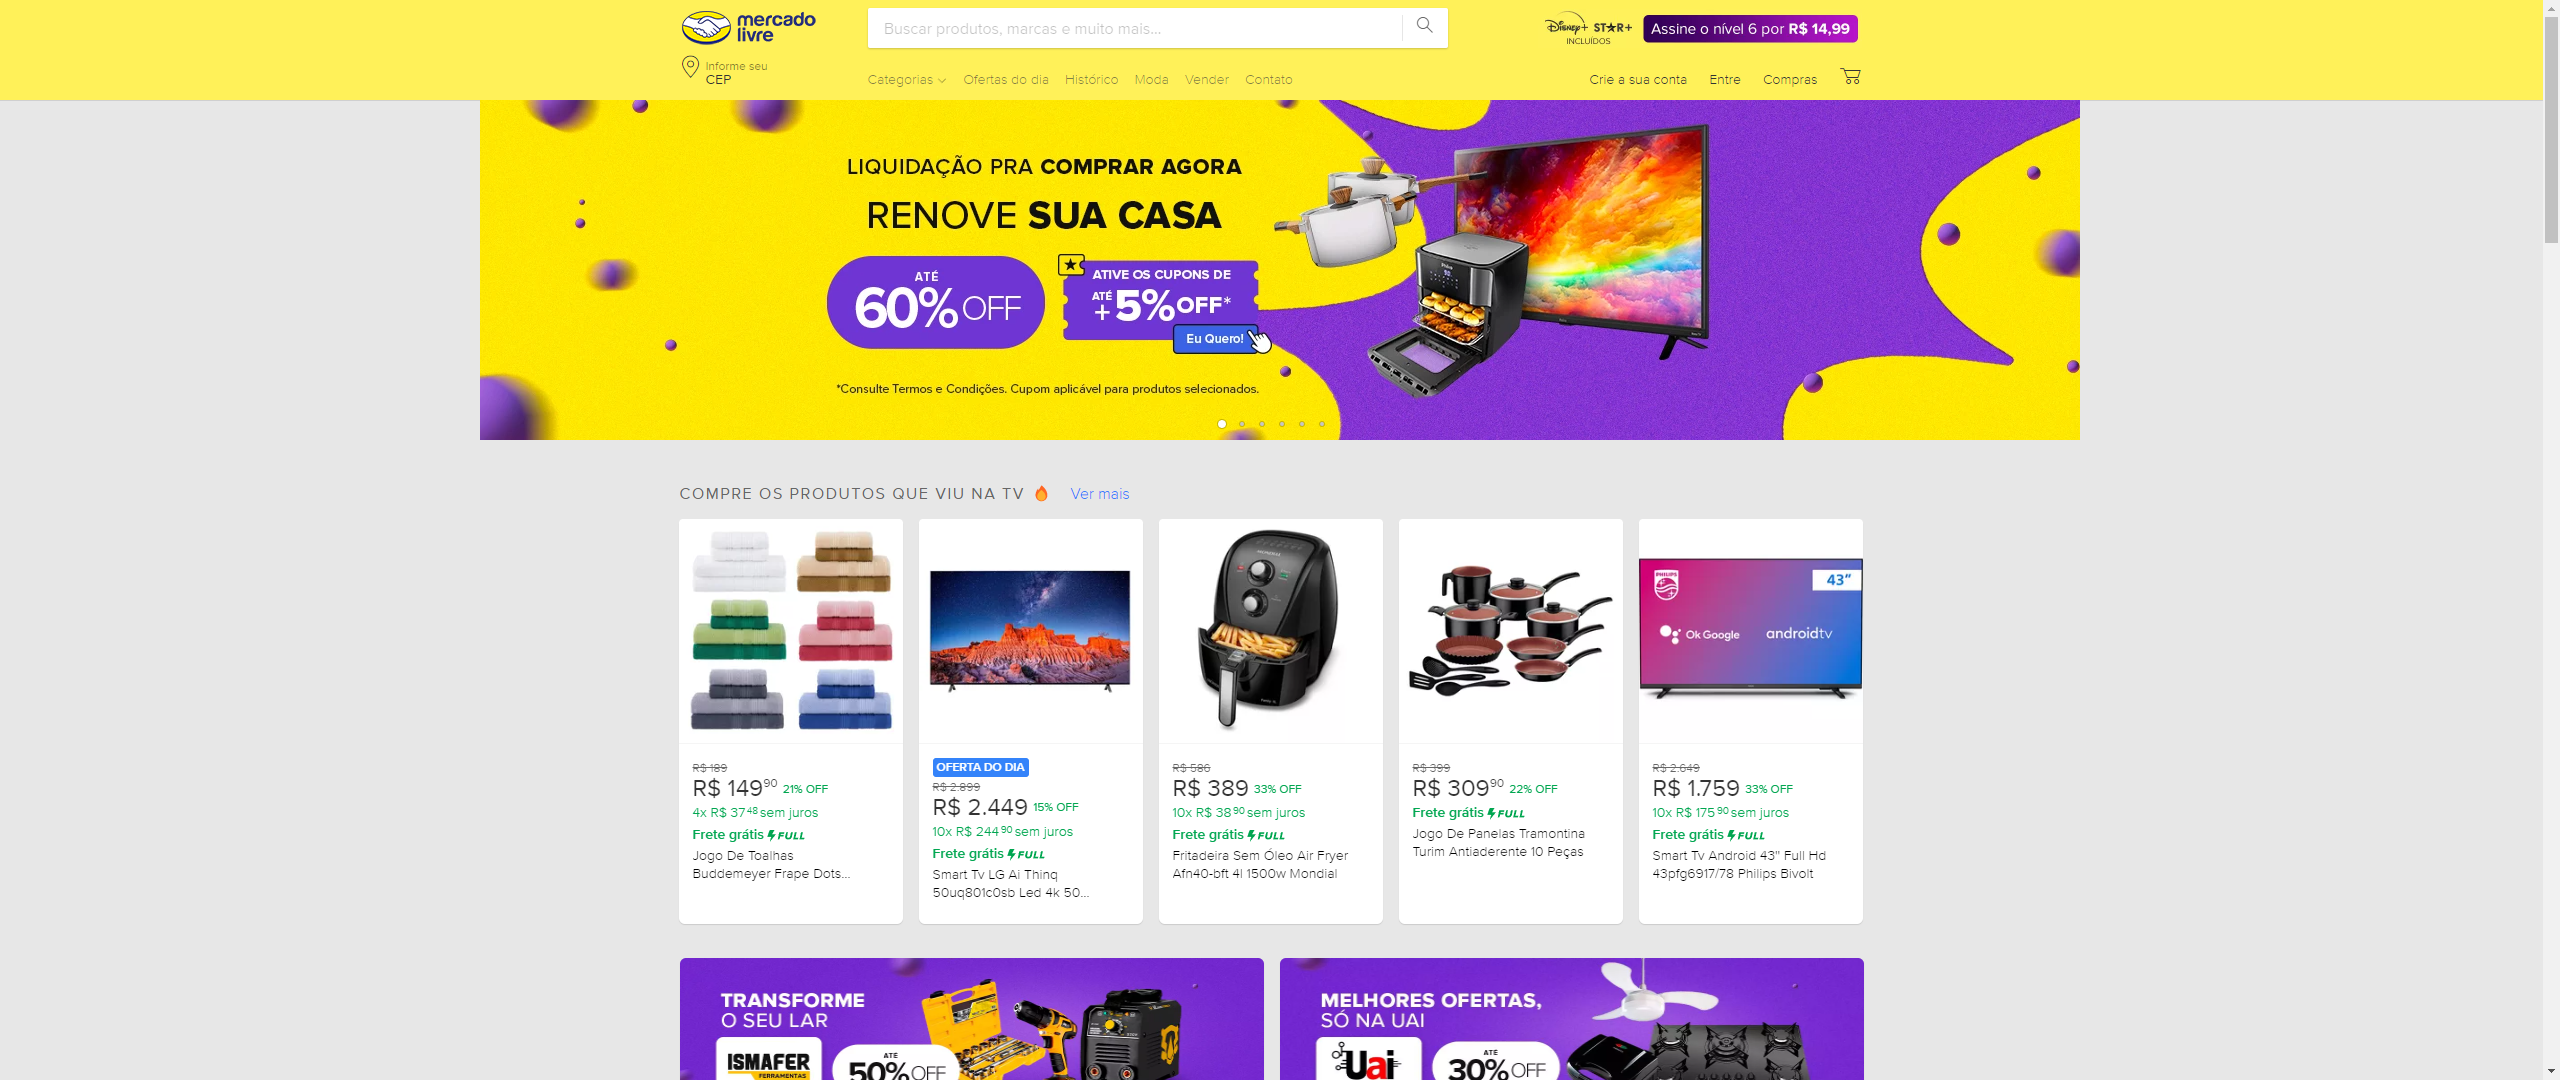 mercado
livre
Buscar produtos, marcas e muito mais...
Disney+ STAR+
INCLUÍDOS
Assine o nível 6 por R$ 14,99
Informe seu
CEP
Categorias Ofertas do dia Histórico Moda Vender Contato
Crie a sua conta Entre Compras
LIQUIDAÇÃO PRA COMPRAR AGORA
RENOVE SUA CASA
ATÉ
60% OFF
ATIVE OS CUPONS DE
ATÉ
+5% OFF*
Eu Quero!
*Consulte Termos e Condições. Cupom aplicável para produtos selecionados.
COMPRE OS PRODUTOS QUE VIU NA TV 🔥 Ver mais
R$ 189
R$ 149 90 21% OFF
4x R$ 37 48 sem juros
Frete grátis FULL
Jogo De Toalhas
Buddemeyer Frape Dots...
OFERTA DO DIA
R$ 2.899
R$ 2.449 15% OFF
10x R$ 244 90 sem juros
Frete grátis FULL
Smart Tv LG Ai Thinq
50uq801c0sb Led 4k 50...
MONDIAL
R$ 586
R$ 389 33% OFF
10x R$ 38 90 sem juros
Frete grátis FULL
Fritadeira Sem Óleo Air Fryer
Afn40-bft 4l 1500w Mondial
R$ 399
R$ 309 90 22% OFF
Frete grátis FULL
Jogo De Panelas Tramontina
Turim Antiaderente 10 Peças
PHILIPS
43"
Ok Google androidtv
R$ 2.649
R$ 1.759 33% OFF
10x R$ 175 90 sem juros
Frete grátis FULL
Smart Tv Android 43'' Full Hd
43pfg6917/78 Philips Bivolt
TRANSFORME
O SEU LAR
ISMAFER
FERRAMENTAS
ATÉ
50% OFF
MELHORES OFERTAS,
SÓ NA UAI
Uai
ATÉ
30% OFF